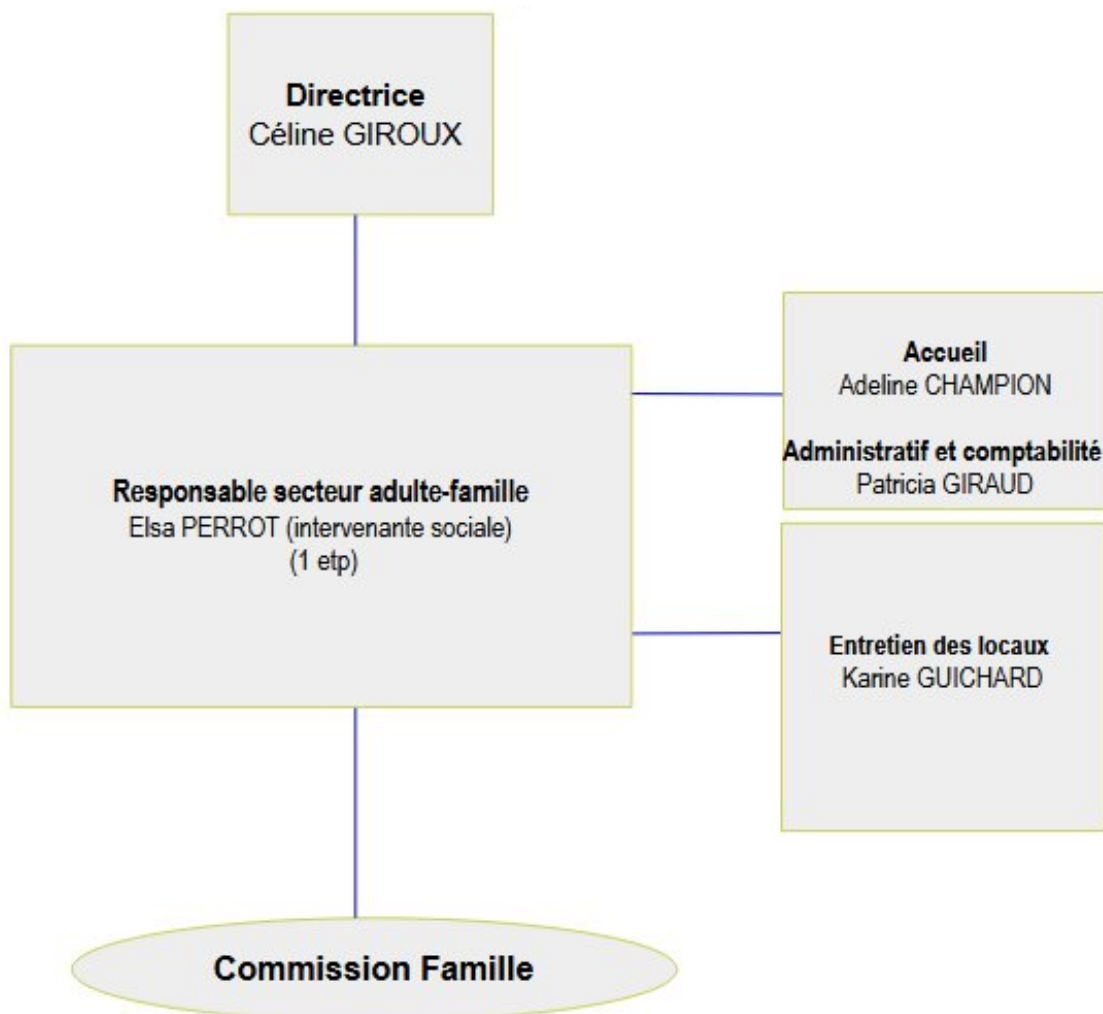 Directrice
Céline GIROUX
Accueil
Adeline CHAMPION
Administratif et comptabilité
Patricia GIRAUD
Responsable secteur adulte-famille
Elsa PERROT (intervenante sociale)
(1 etp)
Entretien des locaux
Karine GUICHARD
Commission Famille